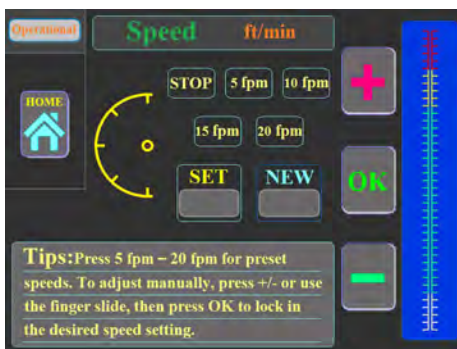 Operational
Speed ft/min
HOME
STOP 5 fpm 10 fpm
15 fpm 20 fpm
SET NEW
OK
Tips:Press 5 fpm – 20 fpm for preset
speeds. To adjust manually, press +/- or use
the finger slide, then press OK to lock in
the desired speed setting.